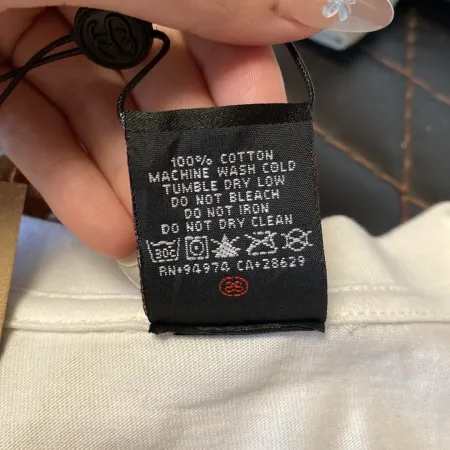 100% COTTON
MACHINE WASH COLD
TUMBLE DRY LOW
DO NOT BLEACH
DO NOT IRON
DO NOT DRY CLEAN
30C
RN+94974 CA+28629